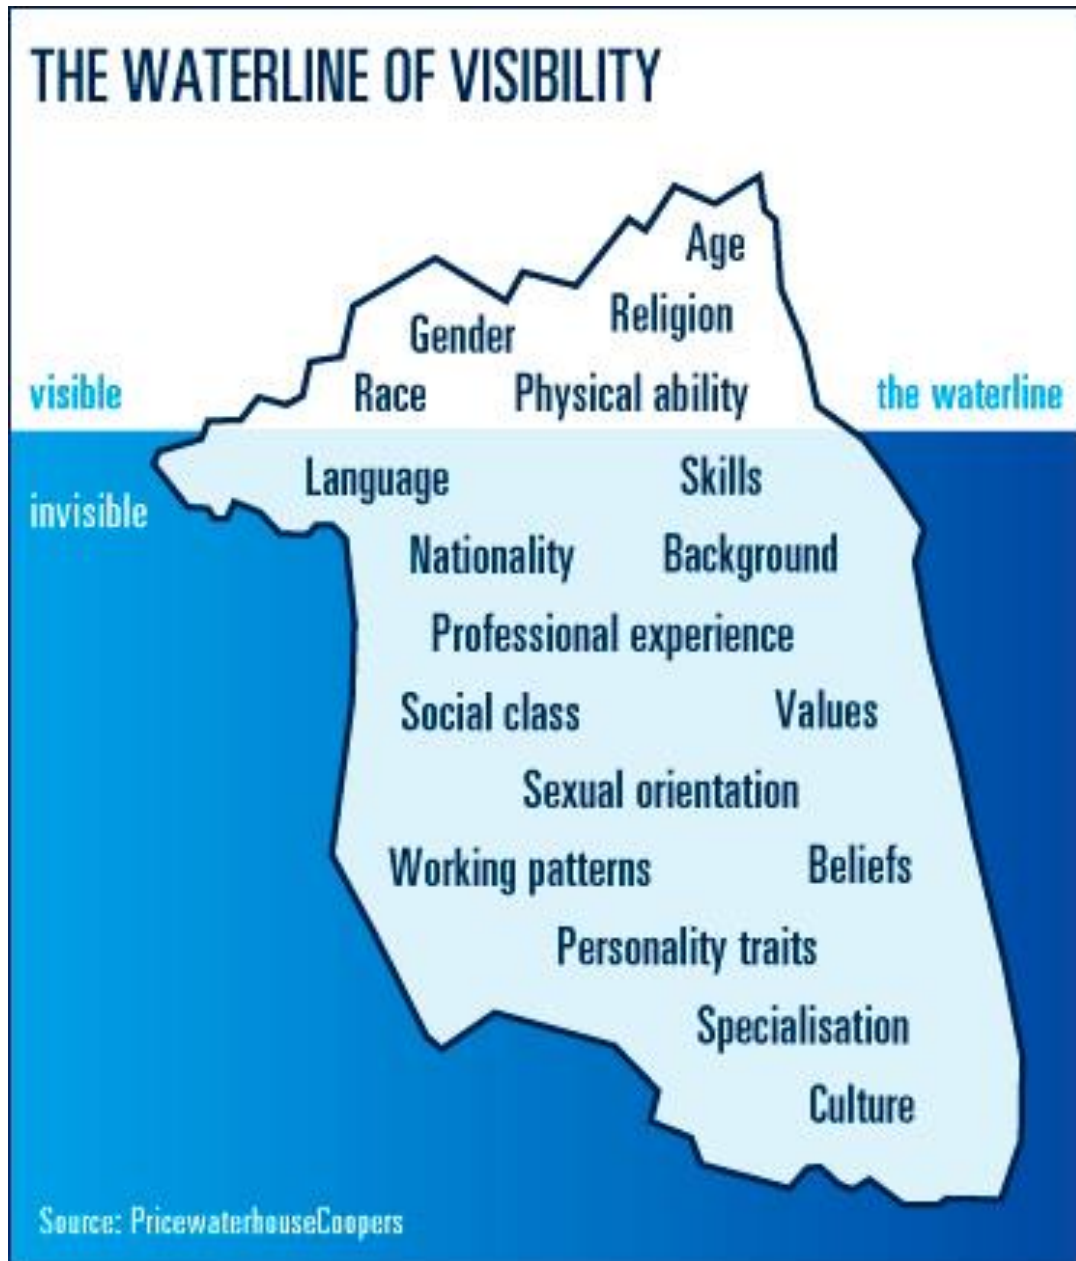 THE WATERLINE OF VISIBILITY
Age
Religion
Gender
Race Physical ability
visible the waterline
Language Skills
invisible
Nationality Background
Professional experience
Social class Values
Sexual orientation
Working patterns Beliefs
Personality traits
Specialisation
Culture
Source: PricewaterhouseCoopers